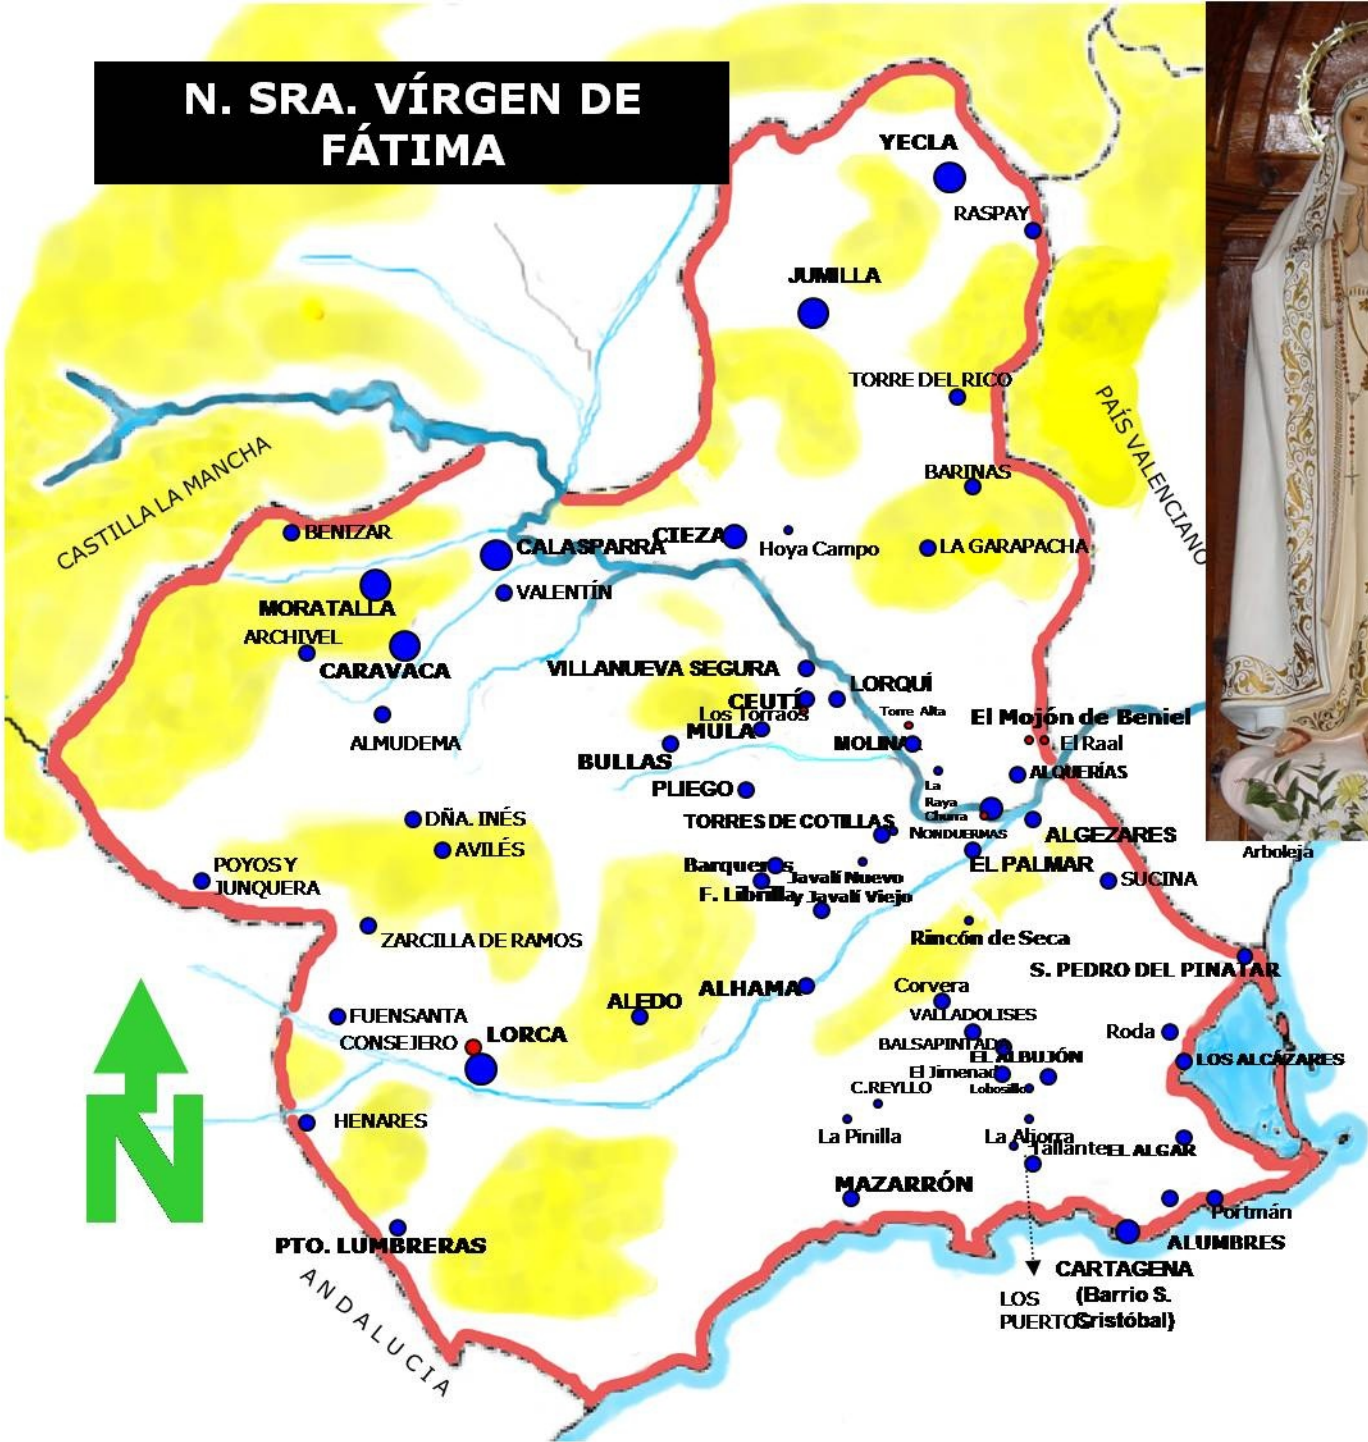 N. SRA. VÍRGEN DE
FÁTIMA
YECLA
RASPAY
JUMILLA
TORRE DEL RICO
PAÍS VALENCIANO
CASTILLA LA MANCHA
BARINAS
BENIZAR
CIEZA
CALASPARRA
Hoya Campo
LA GARAPACHA
VALENTÍN
MORATALLA
ARCHIVEL
CARAVACA
VILLANUEVA SEGURA
LORQUÍ
CEUTÍ
Los Torraos
Torre Alta
El Mojón de Beniel
MULA
MOLINA
El Raal
ALMUDEMA
BULLAS
ALQUERÍAS
PLIEGO
La
Raya
Churra
DÑA. INÉS
TORRES DE COTILLAS
NONDUERMAS
ALGEZARES
AVILÉS
POYOS Y
JUNQUERA
Barqueros
EL PALMAR
Arboleja
Javalí Nuevo
y Javalí Viejo
SUCINA
F. Librilla
ZARCILLA DE RAMOS
Rincón de Seca
S. PEDRO DEL PINATAR
ALHAMA
Corvera
ALEDO
FUENSANTA
VALLADOLISES
CONSEJERO
LORCA
Roda
BALSAPINTADA
EL ALBUJÓN
LOS ALCÁZARES
El Jimenado
Lobosillo
C.REYLLO
HENARES
La Pinilla
La Aljorra
Tallante
EL ALGAR
N
MAZARRÓN
Portmán
PTO. LUMBRERAS
ALUMBRES
ANDALUCIA
CARTAGENA
(Barrio S.
Cristóbal)
LOS
PUERTOS